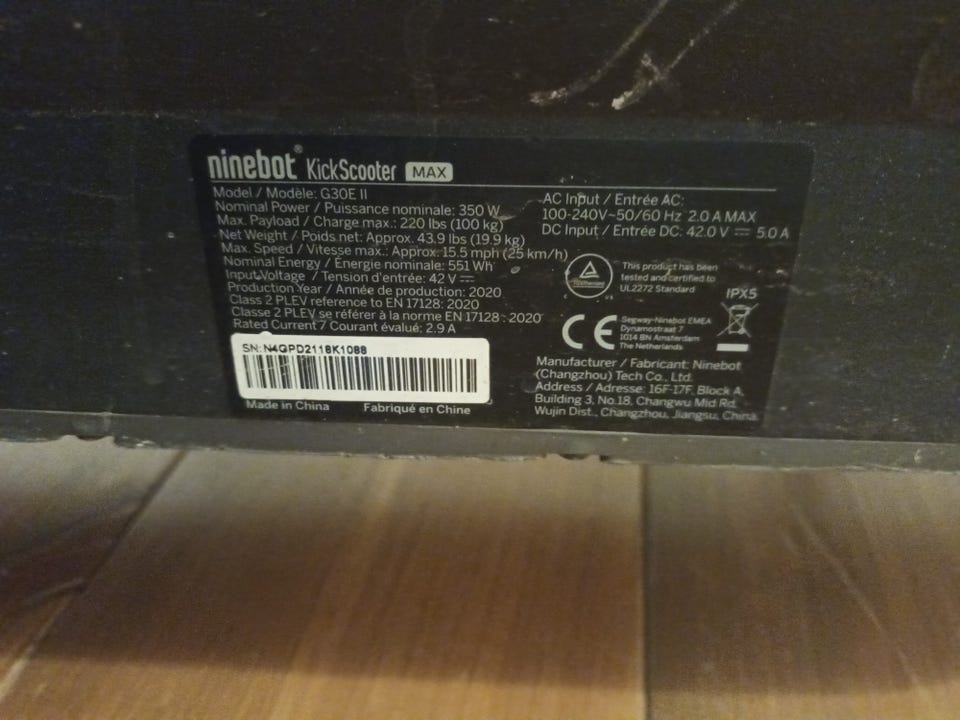 ninebot® KickScooter MAX
Model / Modèle: G30E II
Nominal Power / Puissance nominale: 350 W
Max. Payload / Charge max.: 220 lbs (100 kg)
Net Weight / Poids net: Approx. 43.9 lbs (19.9 kg)
Max. Speed / Vitesse max.: Approx. 15.5 mph (25 km/h)
Nominal Energy / Énergie nominale: 551 Wh
Input Voltage / Tension d'entrée: 42 V ⎓
Production Year / Année de production: 2020
Class 2 PLEV reference to EN 17128: 2020
Classe 2 PLEV se référer à la norme EN 17128 : 2020
Rated Current / Courant évalué: 2.9 A
SN: N4GPD2118K1088
Made in China Fabriqué en Chine
AC Input / Entrée AC:
100-240V~50/60 Hz 2.0 A MAX
DC Input / Entrée DC: 42.0 V ⎓ 5.0 A
This product has been
tested and certified to
UL2272 Standard
IPX5
CE
Segway-Ninebot EMEA
Dynamostraat 7
1014 BN Amsterdam
The Netherlands
Manufacturer / Fabricant: Ninebot
(Changzhou) Tech Co., Ltd.
Address / Adresse: 16F-17F, Block A,
Building 3, No.18, Changwu Mid Rd,
Wujin Dist., Changzhou, Jiangsu, China.